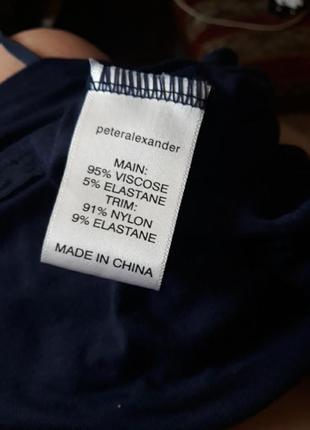 peteralexander
MAIN:
95% VISCOSE
5% ELASTANE
TRIM:
91% NYLON
9% ELASTANE
MADE IN CHINA